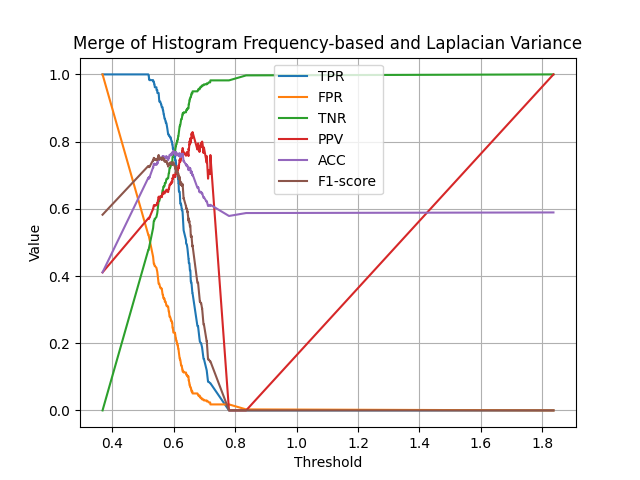 Merge of Histogram Frequency-based and Laplacian Variance
TPR
FPR
TNR
PPV
ACC
F1-score
1.0
0.8
0.6
0.4
0.2
0.0
Value
0.4 0.6 0.8 1.0 1.2 1.4 1.6 1.8
Threshold